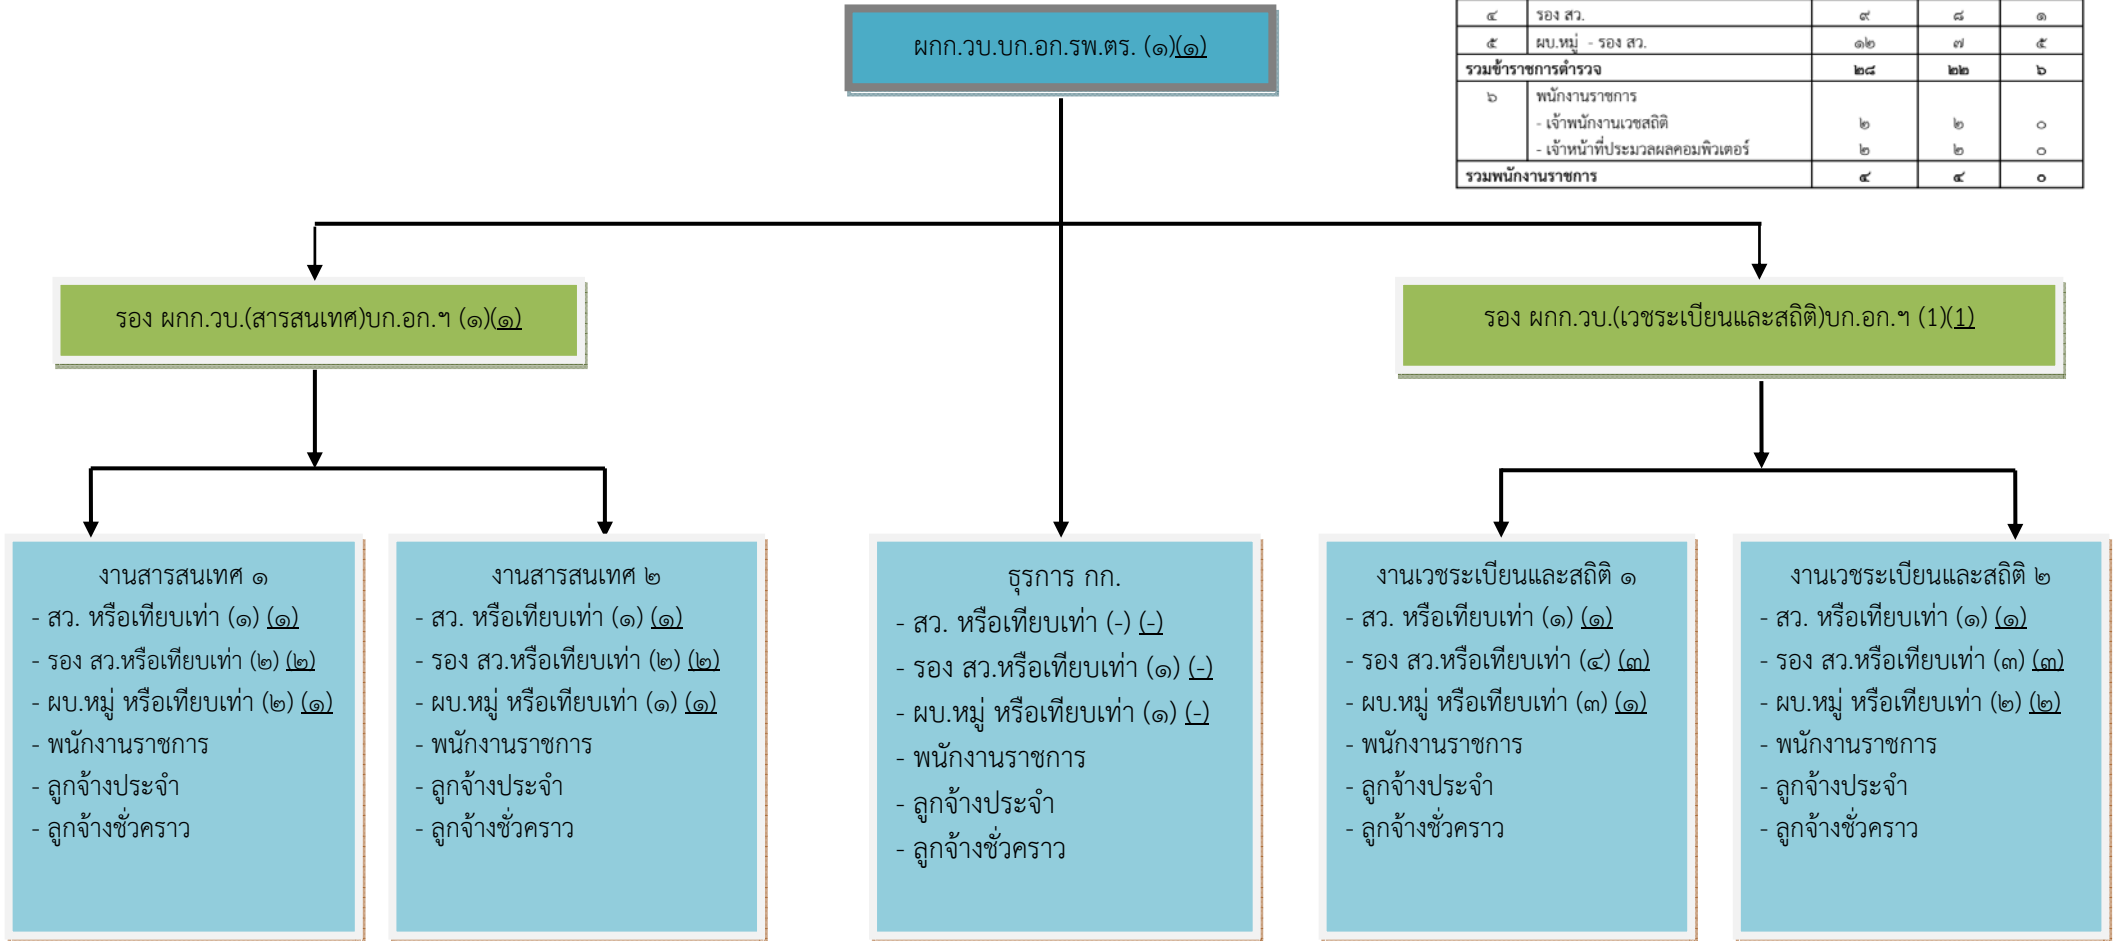 ผกก.วบ.บก.อก.รพ.ตร. (๑)(๑)
๔ รอง สว. ๙ ๘ ๑
๕ ผบ.หมู่ - รอง สว. ๑๒ ๗ ๕
รวมข้าราชการตำรวจ ๒๘ ๒๒ ๖
๖ พนักงานราชการ
- เจ้าพนักงานเวชสถิติ ๒ ๒ ๐
- เจ้าหน้าที่ประมวลผลคอมพิวเตอร์ ๒ ๒ ๐
รวมพนักงานราชการ ๔ ๔ ๐
รอง ผกก.วบ.(สารสนเทศ)บก.อก.ฯ (๑)(๑)
รอง ผกก.วบ.(เวชระเบียนและสถิติ)บก.อก.ฯ (1)(1)
งานสารสนเทศ ๑
- สว. หรือเทียบเท่า (๑) (๑)
- รอง สว.หรือเทียบเท่า (๒) (๒)
- ผบ.หมู่ หรือเทียบเท่า (๒) (๑)
- พนักงานราชการ
- ลูกจ้างประจำ
- ลูกจ้างชั่วคราว
งานสารสนเทศ ๒
- สว. หรือเทียบเท่า (๑) (๑)
- รอง สว.หรือเทียบเท่า (๒) (๒)
- ผบ.หมู่ หรือเทียบเท่า (๑) (๑)
- พนักงานราชการ
- ลูกจ้างประจำ
- ลูกจ้างชั่วคราว
ธุรการ กก.
- สว. หรือเทียบเท่า (-) (-)
- รอง สว.หรือเทียบเท่า (๑) (-)
- ผบ.หมู่ หรือเทียบเท่า (๑) (-)
- พนักงานราชการ
- ลูกจ้างประจำ
- ลูกจ้างชั่วคราว
งานเวชระเบียนและสถิติ ๑
- สว. หรือเทียบเท่า (๑) (๑)
- รอง สว.หรือเทียบเท่า (๔) (๓)
- ผบ.หมู่ หรือเทียบเท่า (๓) (๑)
- พนักงานราชการ
- ลูกจ้างประจำ
- ลูกจ้างชั่วคราว
งานเวชระเบียนและสถิติ ๒
- สว. หรือเทียบเท่า (๑) (๑)
- รอง สว.หรือเทียบเท่า (๓) (๓)
- ผบ.หมู่ หรือเทียบเท่า (๒) (๒)
- พนักงานราชการ
- ลูกจ้างประจำ
- ลูกจ้างชั่วคราว